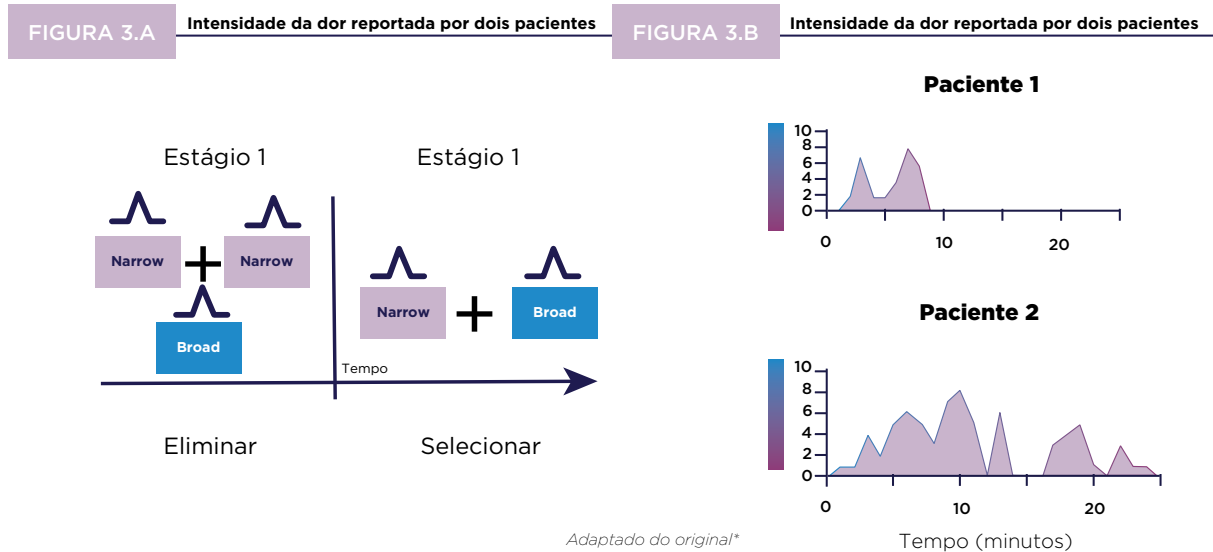 FIGURA 3.A
Intensidade da dor reportada por dois pacientes
Estágio 1
Estágio 1
Narrow
Narrow
Broad
Narrow
Broad
Tempo
Eliminar
Selecionar
FIGURA 3.B
Intensidade da dor reportada por dois pacientes
Paciente 1
10
8
6
4
2
0
0 10 20
Paciente 2
10
8
6
4
2
0
0 10 20
Tempo (minutos)
Adaptado do original*